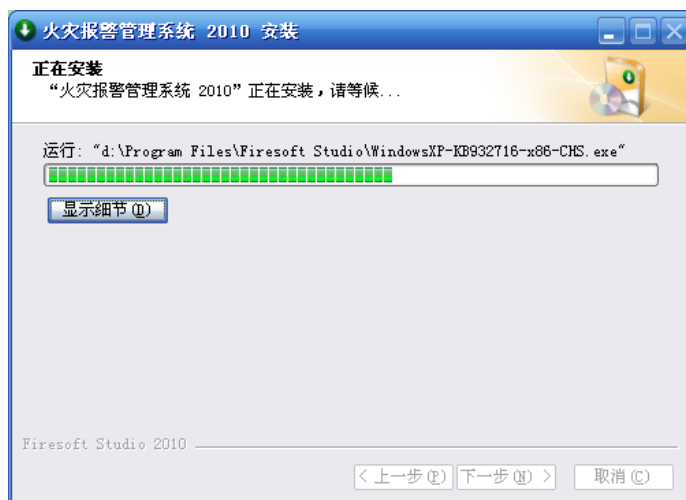 火灾报警管理系统 2010 安装
正在安装
“火灾报警管理系统 2010”正在安装，请等候...
运行: "d:\Program Files\Firesoft Studio\WindowsXP-KB932716-x86-CHS.exe"
显示细节(D)
Firesoft Studio 2010
< 上一步(P) 下一步(N) > 取消(C)